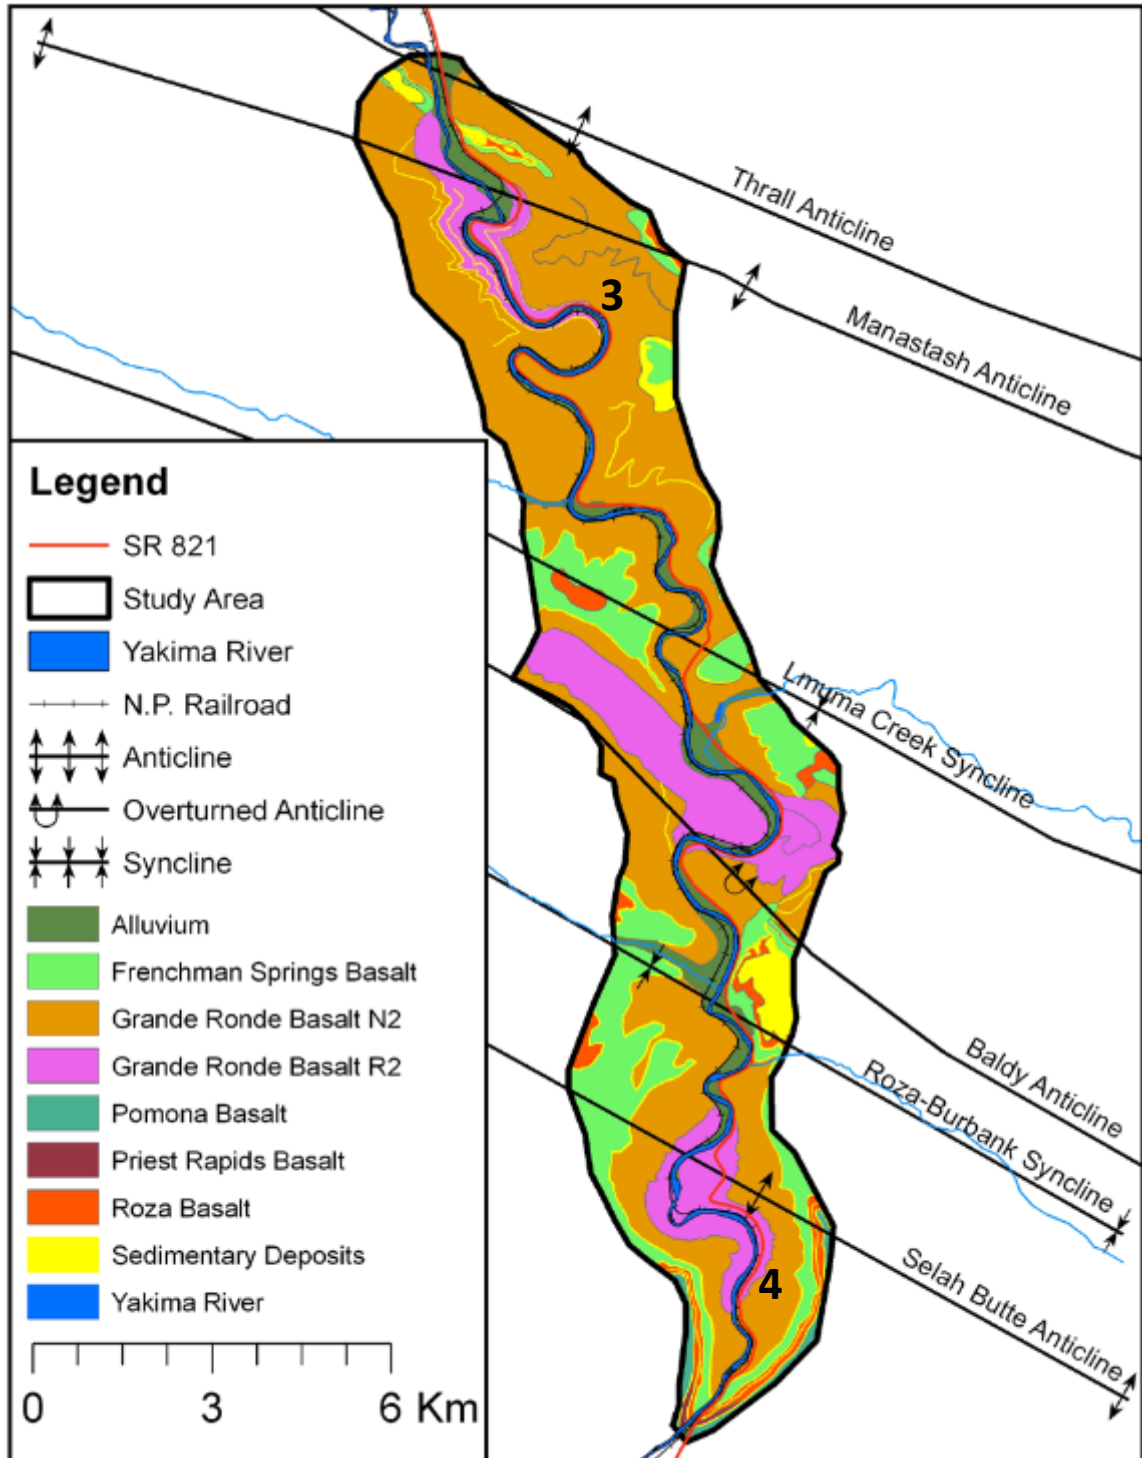 Thrall Anticline
3
Manastash Anticline
Legend
SR 821
Study Area
Yakima River
N.P. Railroad
Anticline
Overturned Anticline
Syncline
Alluvium
Frenchman Springs Basalt
Grande Ronde Basalt N2
Grande Ronde Basalt R2
Pomona Basalt
Priest Rapids Basalt
Roza Basalt
Sedimentary Deposits
Yakima River
0 3 6 Km
Lmuma Creek Syncline
Baldy Anticline
Roza-Burbank Syncline
Selah Butte Anticline
4